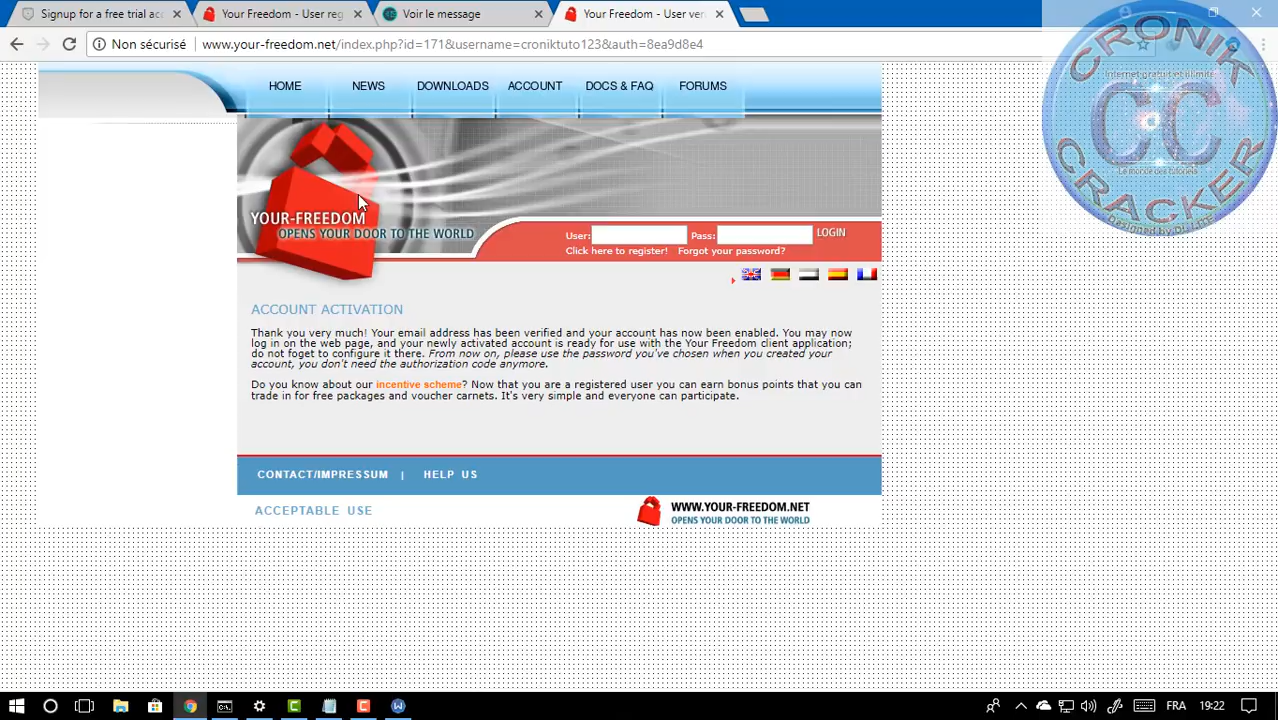 Signup for a free trial acc
Your Freedom - User reg
Voir le message
Your Freedom - User ver
Non sécurisé
www.your-freedom.net/index.php?id=171&username=croniktuto123&auth=8ea9d8e4
HOME
NEWS
DOWNLOADS
ACCOUNT
DOCS & FAQ
FORUMS
CRONIK
Internet gratuit et illimité
CC
Le monde des tutoriels
CRACKER
YOUR-FREEDOM
OPENS YOUR DOOR TO THE WORLD
User:
Pass:
LOGIN
Click here to register!
Forgot your password?
ACCOUNT ACTIVATION
Thank you very much! Your email address has been verified and your account has now been enabled. You may now
log in on the web page, and your newly activated account is ready for use with the Your Freedom client application;
do not foget to configure it there. From now on, please use the password you've chosen when you created your
account, you don't need the authorization code anymore.
Do you know about our incentive scheme? Now that you are a registered user you can earn bonus points that you can
trade in for free packages and voucher carnets. It's very simple and everyone can participate.
CONTACT/IMPRESSUM | HELP US
ACCEPTABLE USE
WWW.YOUR-FREEDOM.NET
OPENS YOUR DOOR TO THE WORLD
FRA
19:22